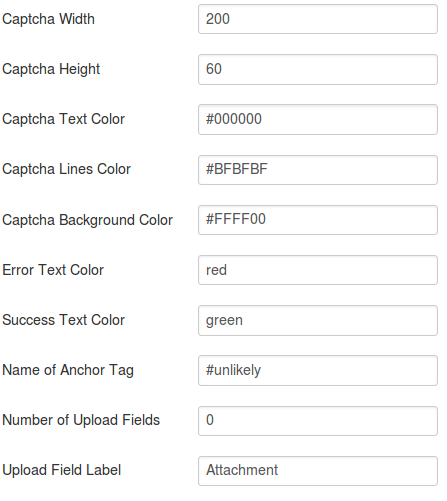 Captcha Width 200
Captcha Height 60
Captcha Text Color #000000
Captcha Lines Color #BFBFBF
Captcha Background Color #FFFF00
Error Text Color red
Success Text Color green
Name of Anchor Tag #unlikely
Number of Upload Fields 0
Upload Field Label Attachment